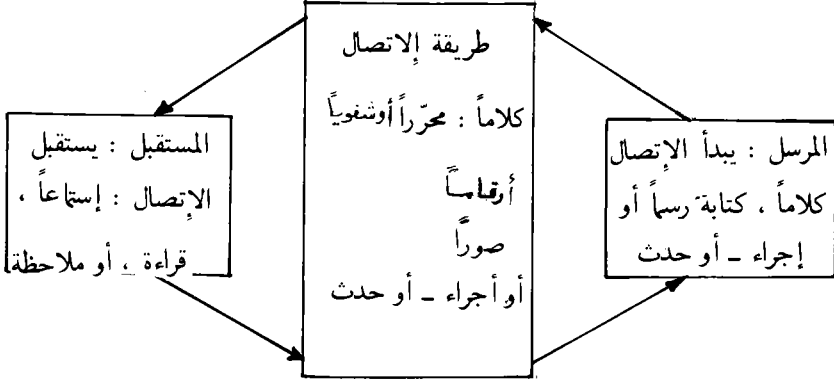 المرسل : يبدأ الإتصال
كلاماً ، كتابة رسماً أو
إجراء - أو حدث
طريقة إلاتصال
كلاماً : محرّراً أوشفوياً
أرقاماً
صوراً
أو أجراء - أو حدث
المستقبل : يستقبل
الإتصال : إستماعاً ،
قراءة ، أو ملاحظة